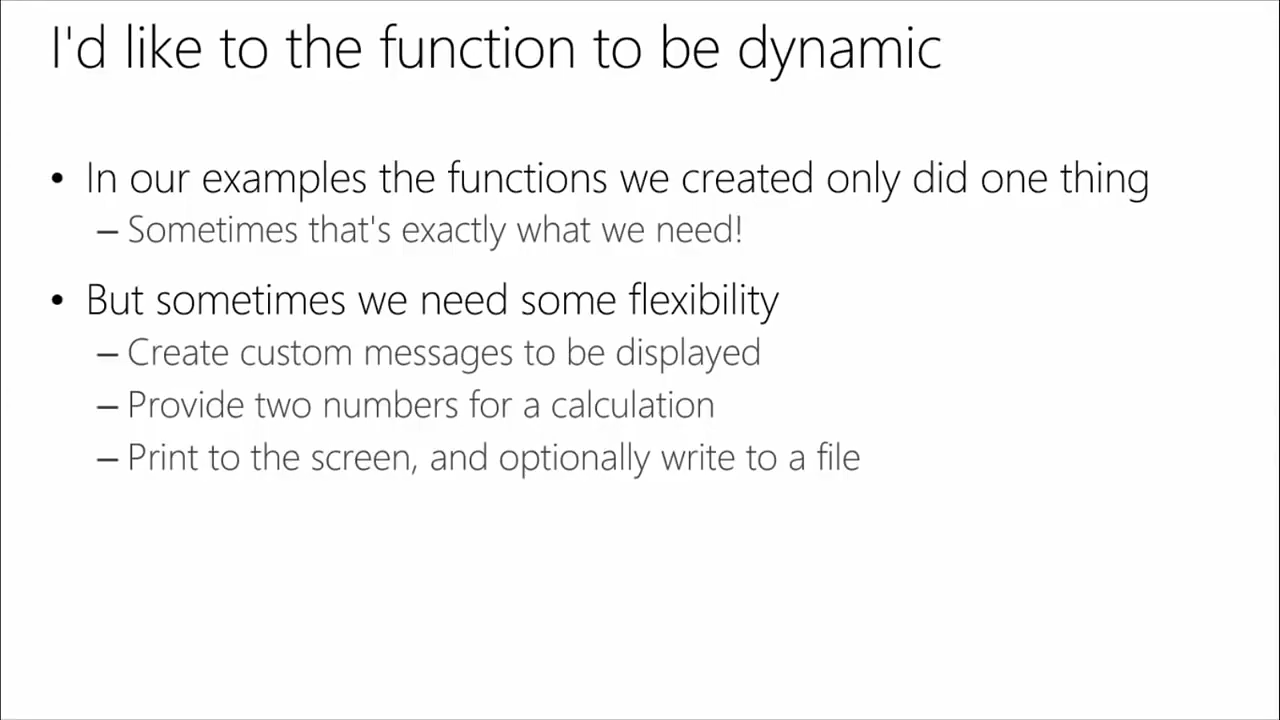 I'd like to the function to be dynamic
• In our examples the functions we created only did one thing
– Sometimes that's exactly what we need!
• But sometimes we need some flexibility
– Create custom messages to be displayed
– Provide two numbers for a calculation
– Print to the screen, and optionally write to a file